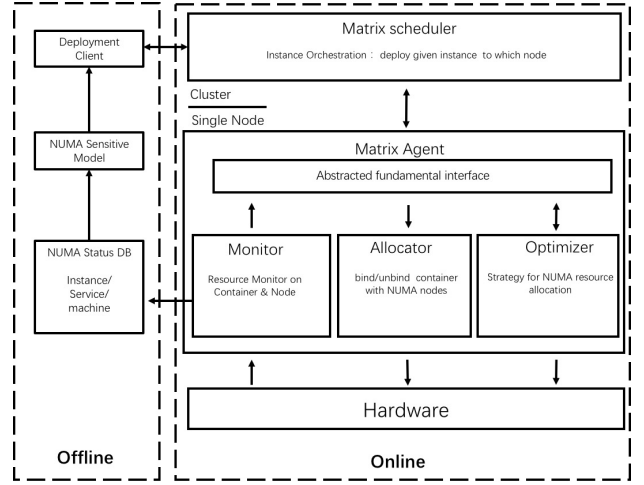 Deployment
Client
NUMA Sensitive
Model
NUMA Status DB
Instance/
Service/
machine
Offline
Matrix scheduler
Instance Orchestration： deploy given instance to which node
Cluster
Single Node
Matrix Agent
Abstracted fundamental interface
Monitor
Resource Monitor on
Container & Node
Allocator
bind/unbind container
with NUMA nodes
Optimizer
Strategy for NUMA resource
allocation
Hardware
Online